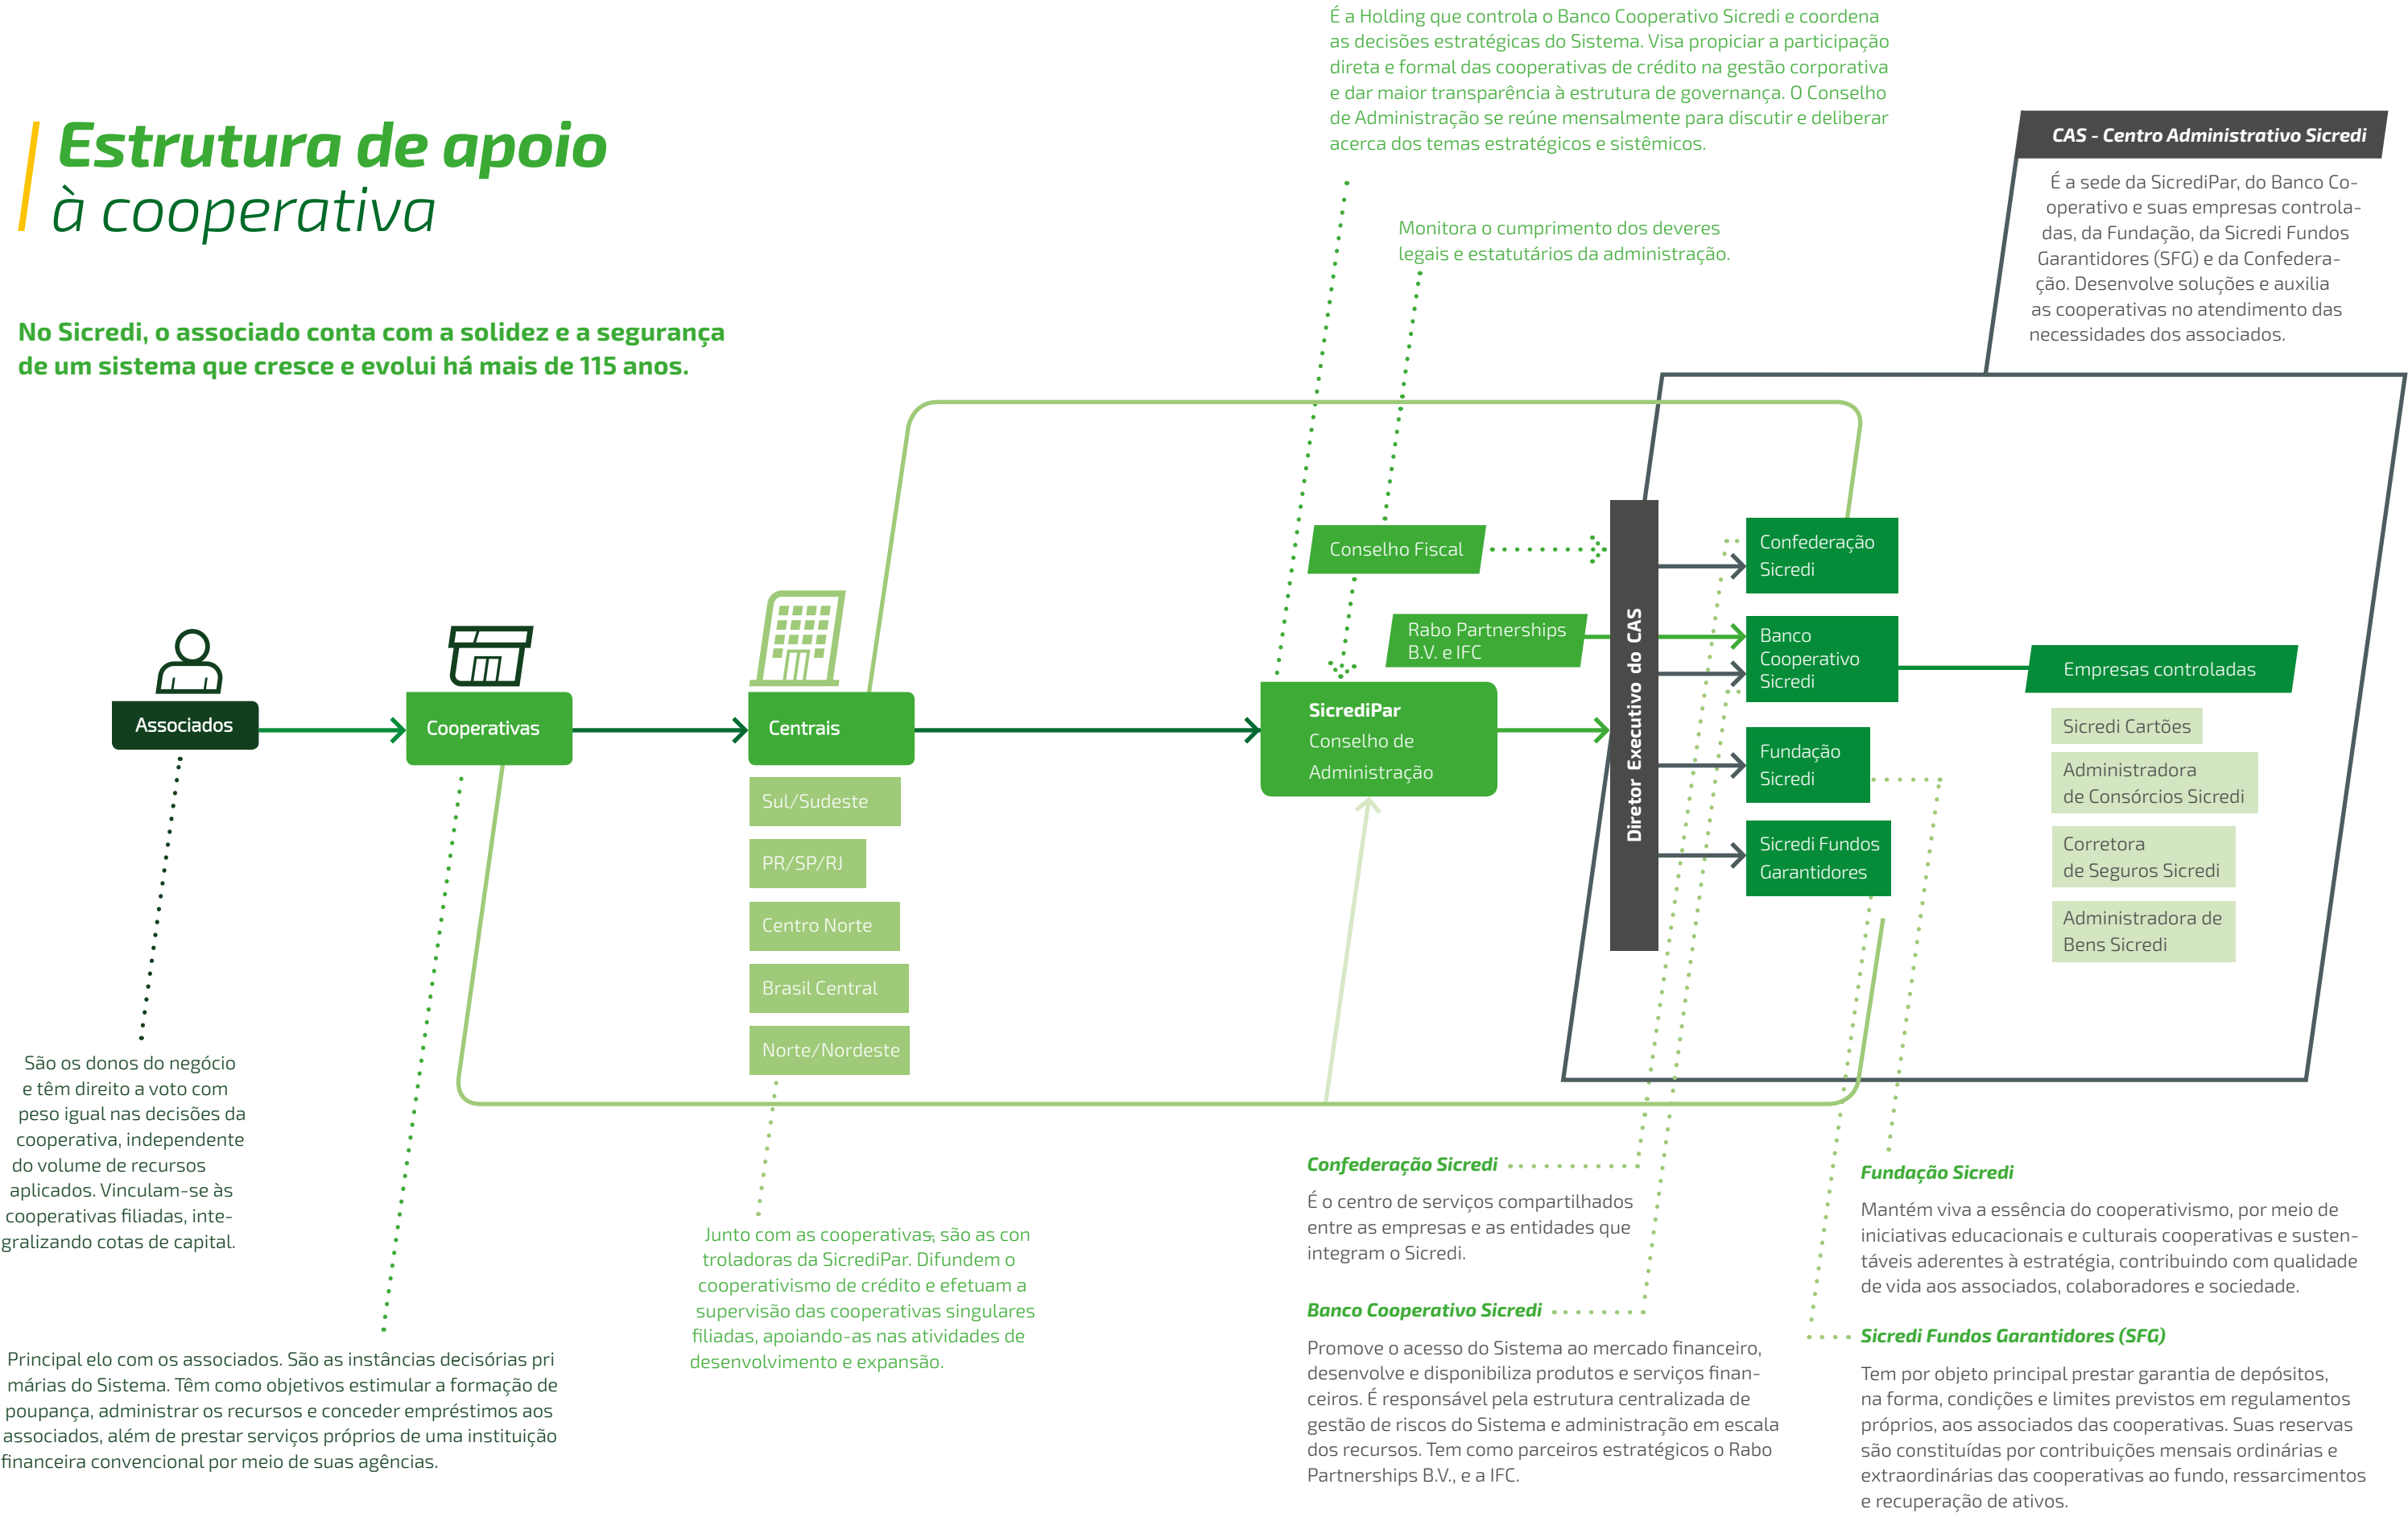 Estrutura de apoio
à cooperativa
No Sicredi, o associado conta com a solidez e a segurança
de um sistema que cresce e evolui há mais de 115 anos.
É a Holding que controla o Banco Cooperativo Sicredi e coordena
as decisões estratégicas do Sistema. Visa propiciar a participação
direta e formal das cooperativas de crédito na gestão corporativa
e dar maior transparência à estrutura de governança. O Conselho
de Administração se reúne mensalmente para discutir e deliberar
acerca dos temas estratégicos e sistêmicos.
Monitora o cumprimento dos deveres
legais e estatutários da administração.
CAS - Centro Administrativo Sicredi
É a sede da SicrediPar, do Banco Co-
operativo e suas empresas controla-
das, da Fundação, da Sicredi Fundos
Garantidores (SFG) e da Confedera-
ção. Desenvolve soluções e auxilia
as cooperativas no atendimento das
necessidades dos associados.
Associados
Cooperativas
Centrais
Sul/Sudeste
PR/SP/RJ
Centro Norte
Brasil Central
Norte/Nordeste
Conselho Fiscal
Rabo Partnerships
B.V. e IFC
SicrediPar
Conselho de
Administração
Diretor Executivo do CAS
Confederação
Sicredi
Banco
Cooperativo
Sicredi
Fundação
Sicredi
Sicredi Fundos
Garantidores
Empresas controladas
Sicredi Cartões
Administradora
de Consórcios Sicredi
Corretora
de Seguros Sicredi
Administradora de
Bens Sicredi
São os donos do negócio
e têm direito a voto com
peso igual nas decisões da
cooperativa, independente
do volume de recursos
aplicados. Vinculam-se às
cooperativas filiadas, inte-
gralizando cotas de capital.
Principal elo com os associados. São as instâncias decisórias pri
márias do Sistema. Têm como objetivos estimular a formação de
poupança, administrar os recursos e conceder empréstimos aos
associados, além de prestar serviços próprios de uma instituição
financeira convencional por meio de suas agências.
Junto com as cooperativas, são as con
troladoras da SicrediPar. Difundem o
cooperativismo de crédito e efetuam a
supervisão das cooperativas singulares
filiadas, apoiando-as nas atividades de
desenvolvimento e expansão.
Confederação Sicredi
É o centro de serviços compartilhados
entre as empresas e as entidades que
integram o Sicredi.
Banco Cooperativo Sicredi
Promove o acesso do Sistema ao mercado financeiro,
desenvolve e disponibiliza produtos e serviços finan-
ceiros. É responsável pela estrutura centralizada de
gestão de riscos do Sistema e administração em escala
dos recursos. Tem como parceiros estratégicos o Rabo
Partnerships B.V., e a IFC.
Fundação Sicredi
Mantém viva a essência do cooperativismo, por meio de
iniciativas educacionais e culturais cooperativas e susten-
táveis aderentes à estratégia, contribuindo com qualidade
de vida aos associados, colaboradores e sociedade.
Sicredi Fundos Garantidores (SFG)
Tem por objeto principal prestar garantia de depósitos,
na forma, condições e limites previstos em regulamentos
próprios, aos associados das cooperativas. Suas reservas
são constituídas por contribuições mensais ordinárias e
extraordinárias das cooperativas ao fundo, ressarcimentos
e recuperação de ativos.